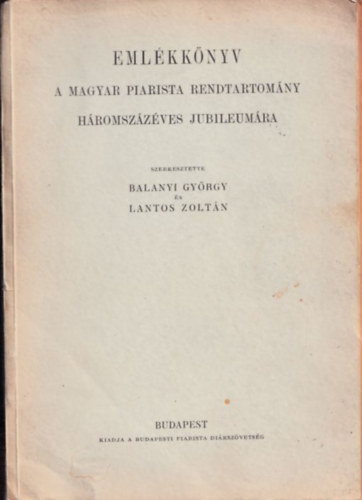 EMLÉKKÖNYV
A MAGYAR PIARISTA RENDTARTOMÁNY
HÁROMSZÁZÉVES JUBILEUMÁRA
SZERKESZTETTE
BALANYI GYÖRGY
ÉS
LANTOS ZOLTÁN
BUDAPEST
KIADJA A BUDAPESTI PIARISTA DIÁKSZÖVETSÉG